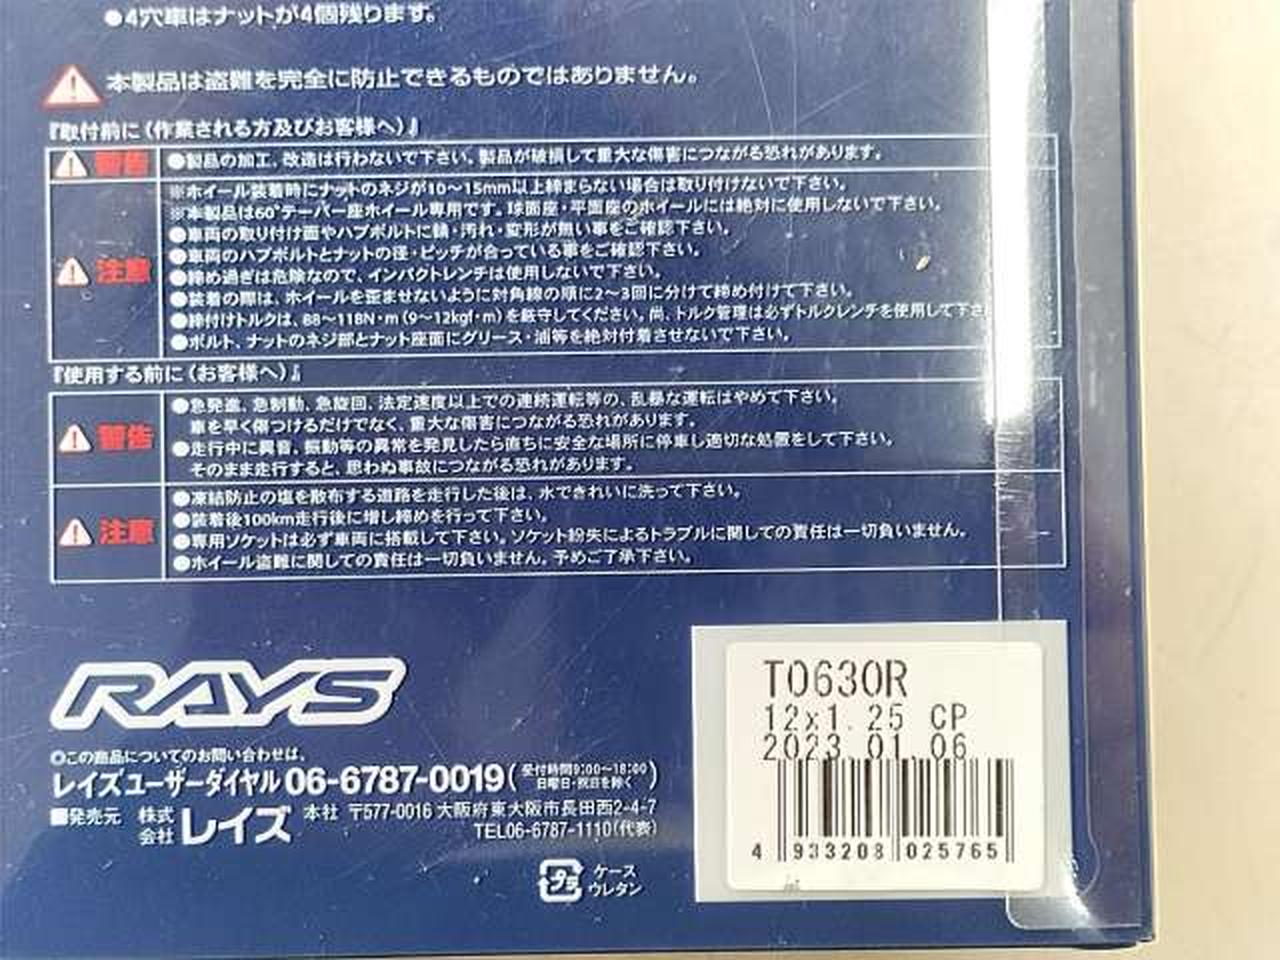 ●4穴車はナットが4個残ります。
本製品は盗難を完全に防止できるものではありません。
『取付前に(作業される方及びお客様へ)』
警告
●製品の加工、改造は行わないで下さい。製品が破損して重大な傷害につながる恐れがあります。
注意
※ホイール装着時にナットのネジが10〜15mm以上締まらない場合は取り付けないで下さい。
※本製品は60°テーパー座ホイール専用です。球面座・平面座のホイールには絶対に使用しないで下さい。
●車両の取り付け面やハブボルトに錆・汚れ・変形が無い事をご確認下さい。
●車両のハブボルトとナットの径・ピッチが合っている事をご確認下さい。
●締め過ぎは危険なので、インパクトレンチは使用しないで下さい。
●装着の際は、ホイールを歪ませないように対角線の順に2〜3回に分けて締め付けて下さい。
●締付けトルクは、88〜118N・m(9〜12kgf・m)を厳守してください。尚、トルク管理は必ずトルクレンチを使用して下さ
●ボルト、ナットのネジ部とナット座面にグリース・油等を絶対付着させないで下さい。
『使用する前に(お客様へ)』
警告
●急発進、急制動、急旋回、法定速度以上での連続運転等の、乱暴な運転はやめて下さい。
車を早く傷つけるだけでなく、重大な傷害につながる恐れがあります。
●走行中に異音、振動等の異常を発見したら直ちに安全な場所に停車し適切な処置をして下さい。
そのまま走行すると、思わぬ事故につながる恐れがあります。
注意
●凍結防止の塩を散布する道路を走行した後は、水できれいに洗って下さい。
●装着後100km走行後に増し締めを行って下さい。
●専用ソケットは必ず車両に搭載して下さい。ソケット紛失によるトラブルに関しての責任は一切負いません。
●ホイール盗難に関しての責任は一切負いません。予めご了承下さい。
RAYS
◎この商品についてのお問い合わせは、
レイズユーザーダイヤル 06-6787-0019(受付時間9:00〜18:00 日曜日・祝日を除く)
■発売元 株式会社 レイズ 本社 〒577-0016 大阪府東大阪市長田西2-4-7
TEL06-6787-1110(代表)
プラ ケース
ウレタン
T0630R
12x1.25 CP
2023.01.06
4 933208 025765